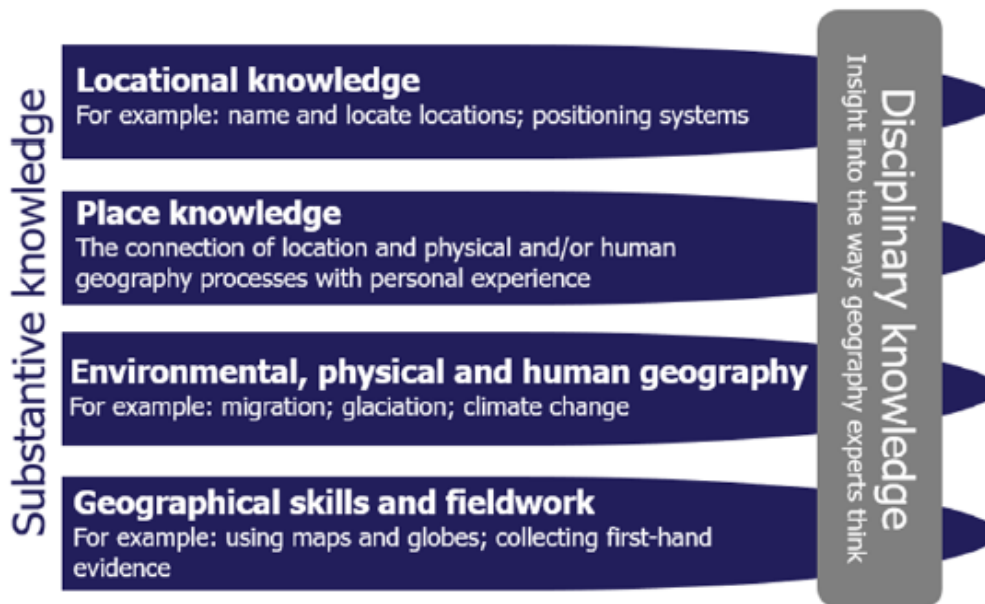 Substantive knowledge
Locational knowledge
For example: name and locate locations; positioning systems
Place knowledge
The connection of location and physical and/or human
geography processes with personal experience
Environmental, physical and human geography
For example: migration; glaciation; climate change
Geographical skills and fieldwork
For example: using maps and globes; collecting first-hand
evidence
Disciplinary knowledge
Insight into the ways geography experts think